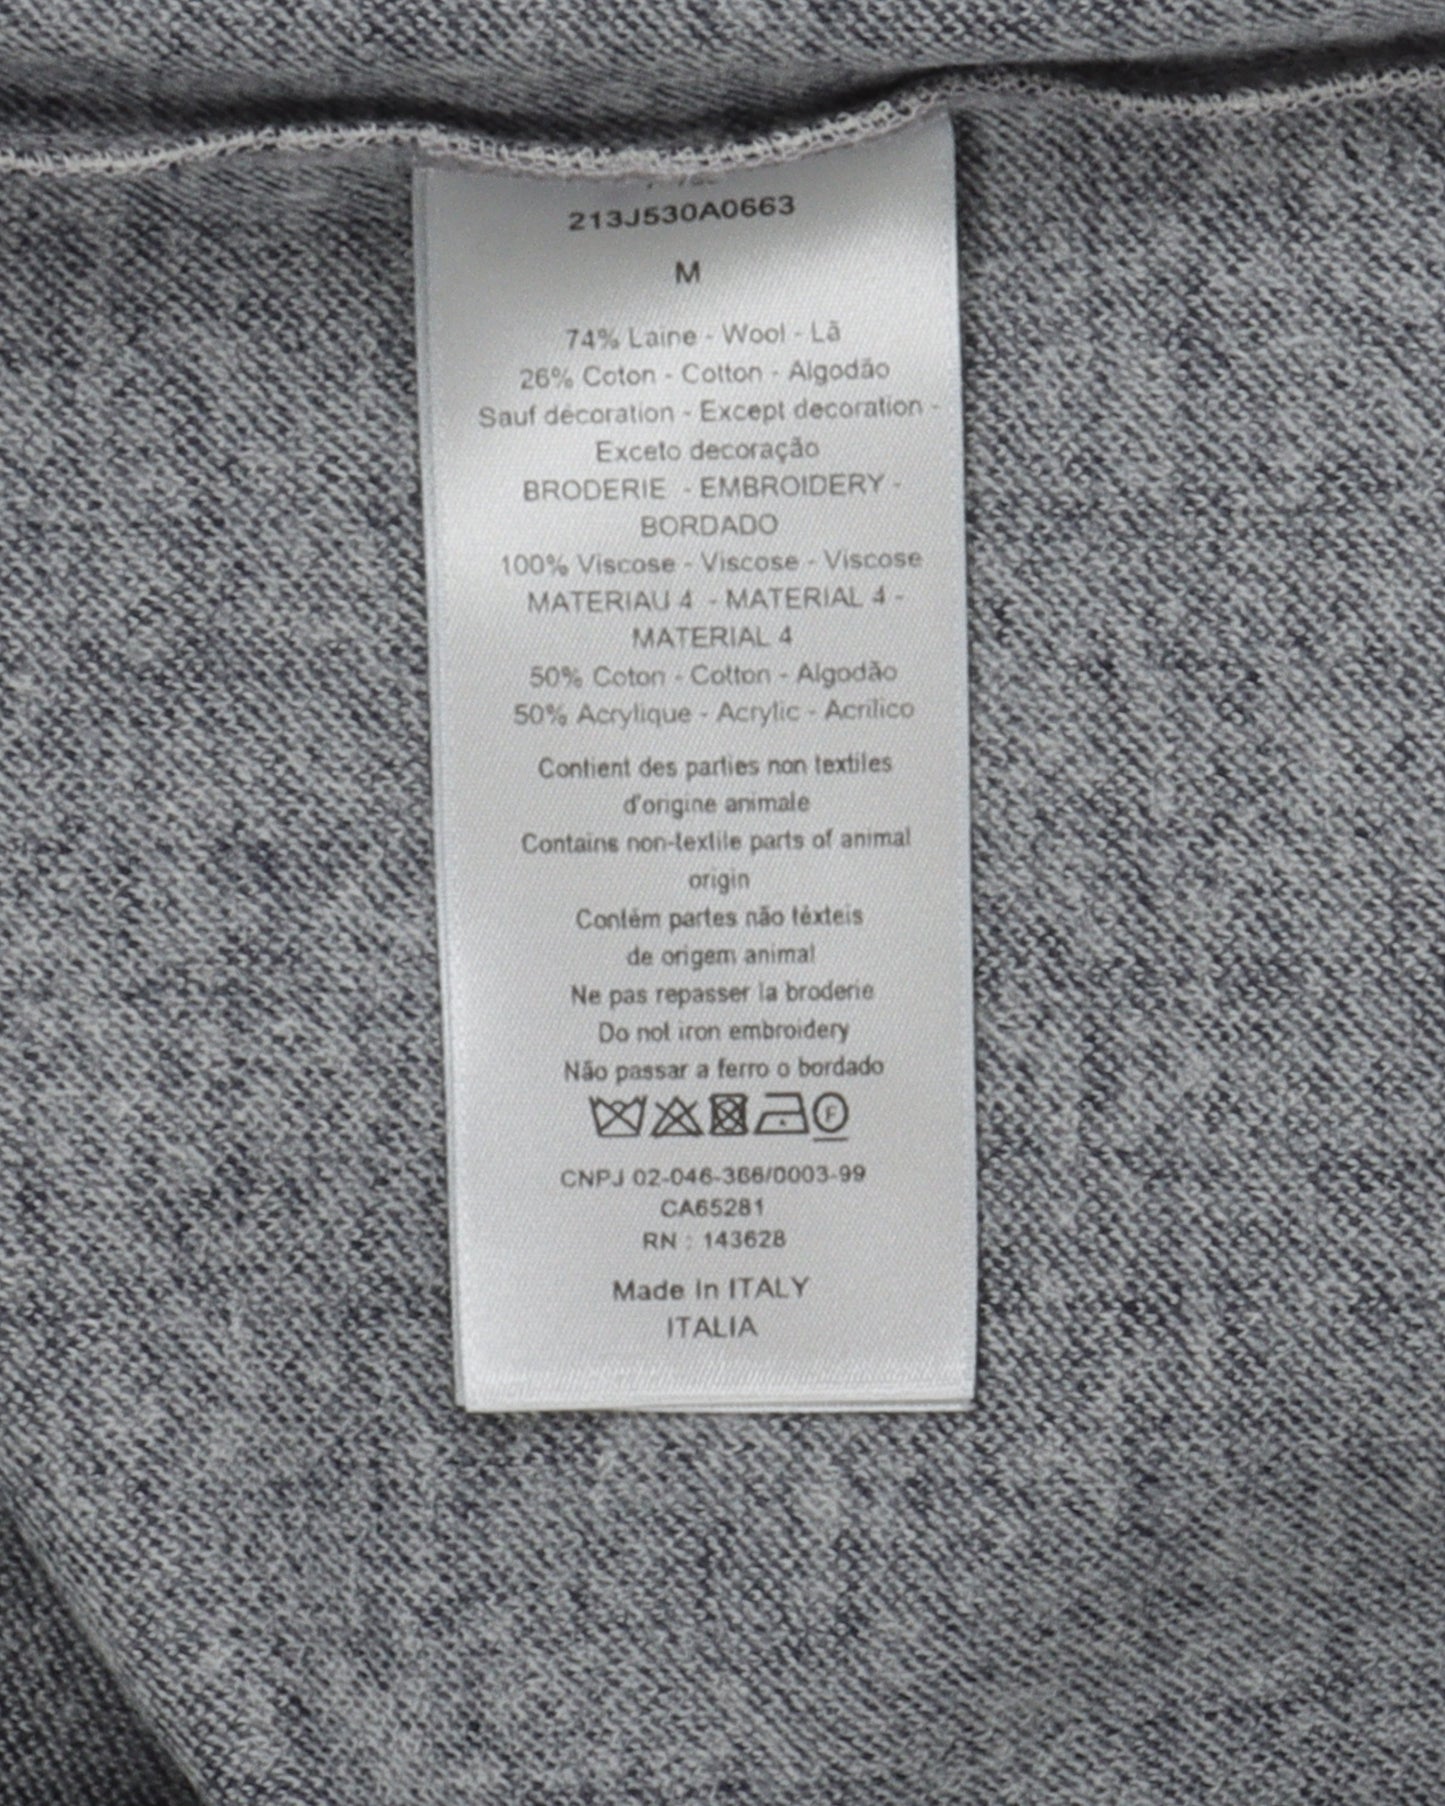 213J530A0663
M
74% Laine - Wool - Lã
26% Coton - Cotton - Algodão
Sauf décoration - Except decoration -
Exceto decoração
BRODERIE - EMBROIDERY -
BORDADO
100% Viscose - Viscose - Viscose
MATERIAU 4 - MATERIAL 4 -
MATERIAL 4
50% Coton - Cotton - Algodão
50% Acrylique - Acrylic - Acrílico
Contient des parties non textiles
d'origine animale
Contains non-textile parts of animal
origin
Contém partes não têxteis
de origem animal
Ne pas repasser la broderie
Do not iron embroidery
Não passar a ferro o bordado
F
CNPJ 02-046-366/0003-99
CA65281
RN : 143628
Made in ITALY
ITALIA